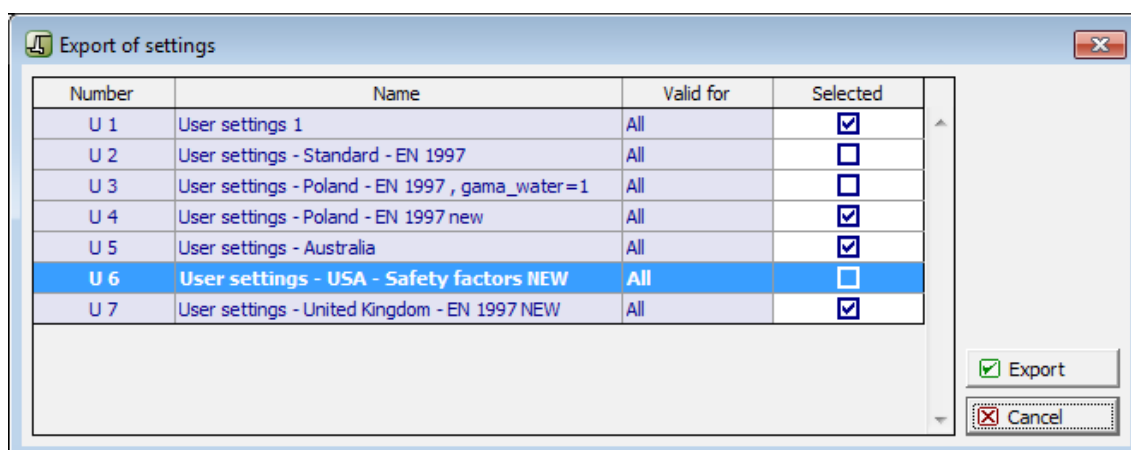 Export of settings
Number Name Valid for Selected
U 1 User settings 1 All
U 2 User settings - Standard - EN 1997 All
U 3 User settings - Poland - EN 1997 , gama_water=1 All
U 4 User settings - Poland - EN 1997 new All
U 5 User settings - Australia All
U 6 User settings - USA - Safety factors NEW All
U 7 User settings - United Kingdom - EN 1997 NEW All
Export
Cancel